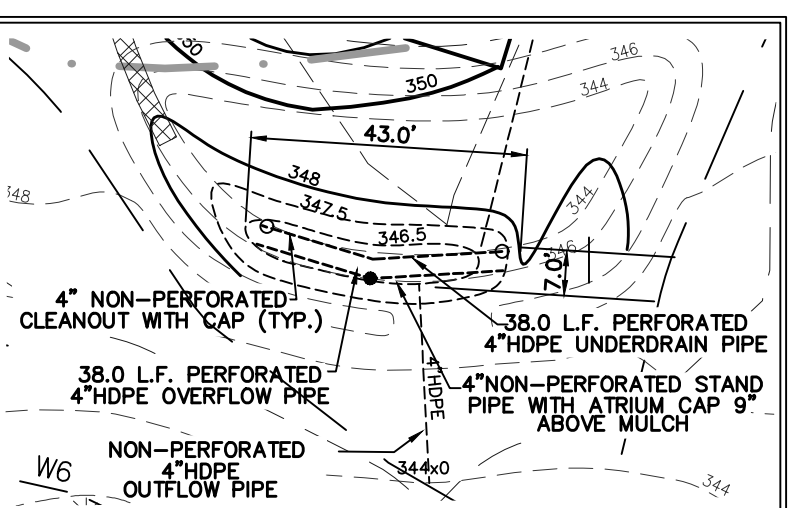 50
346
350
344
43.0'
348
348
347.5
344
346.5
346
7.0'
4" NON-PERFORATED
CLEANOUT WITH CAP (TYP.)
38.0 L.F. PERFORATED
4"HDPE UNDERDRAIN PIPE
38.0 L.F. PERFORATED
4"HDPE OVERFLOW PIPE
4"HDPE
4"NON-PERFORATED STAND
PIPE WITH ATRIUM CAP 9"
ABOVE MULCH
NON-PERFORATED
4"HDPE
OUTFLOW PIPE
W6
344x0
344